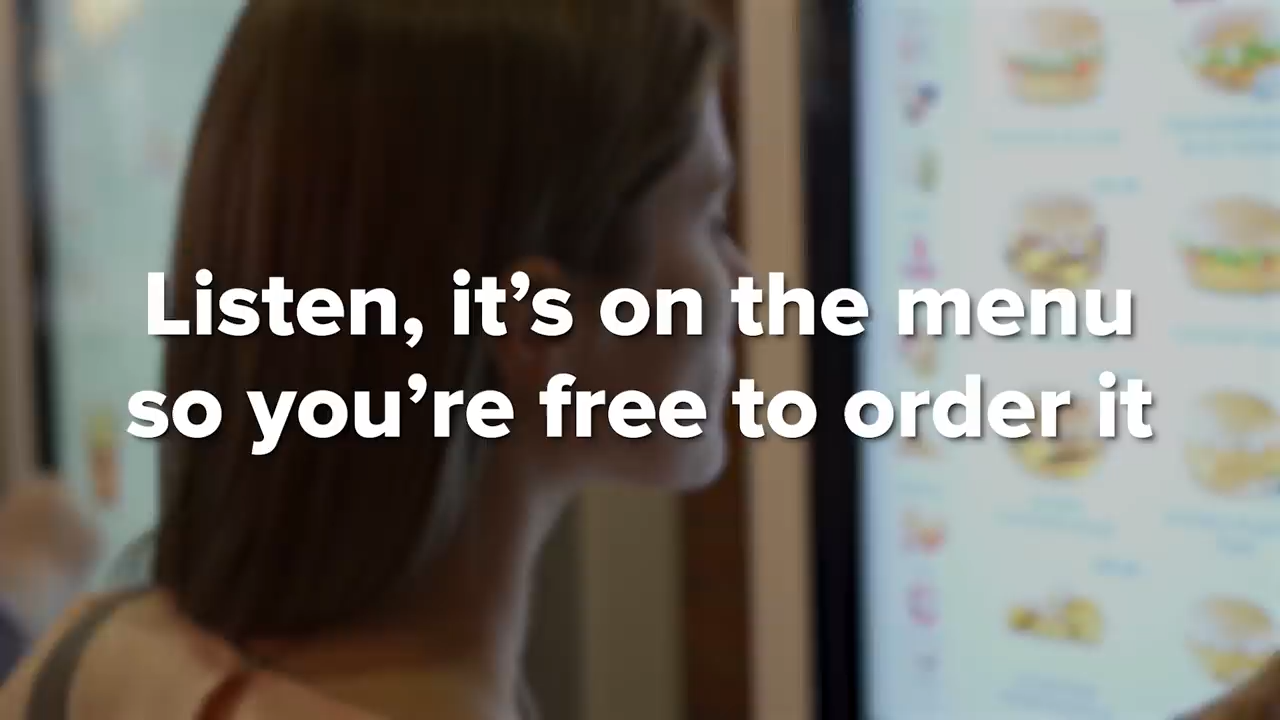 Listen, it’s on the menu
so you’re free to order it